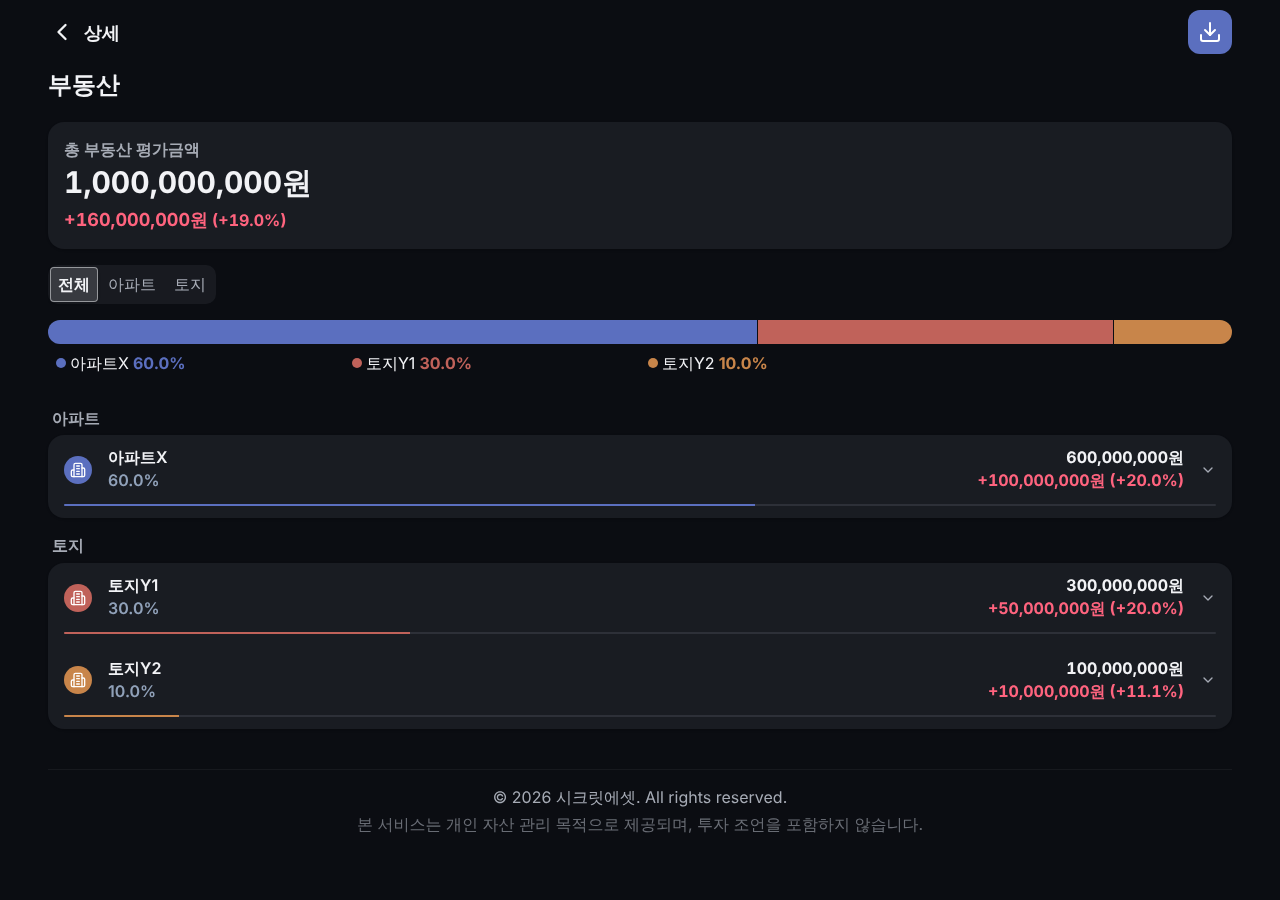 상세
부동산
총 부동산 평가금액
1,000,000,000원
+160,000,000원 (+19.0%)
전체 아파트 토지
아파트X 60.0% 토지Y1 30.0% 토지Y2 10.0%
아파트
아파트X 600,000,000원
60.0% +100,000,000원 (+20.0%)
토지
토지Y1 300,000,000원
30.0% +50,000,000원 (+20.0%)
토지Y2 100,000,000원
10.0% +10,000,000원 (+11.1%)
© 2026 시크릿에셋. All rights reserved.
본 서비스는 개인 자산 관리 목적으로 제공되며, 투자 조언을 포함하지 않습니다.